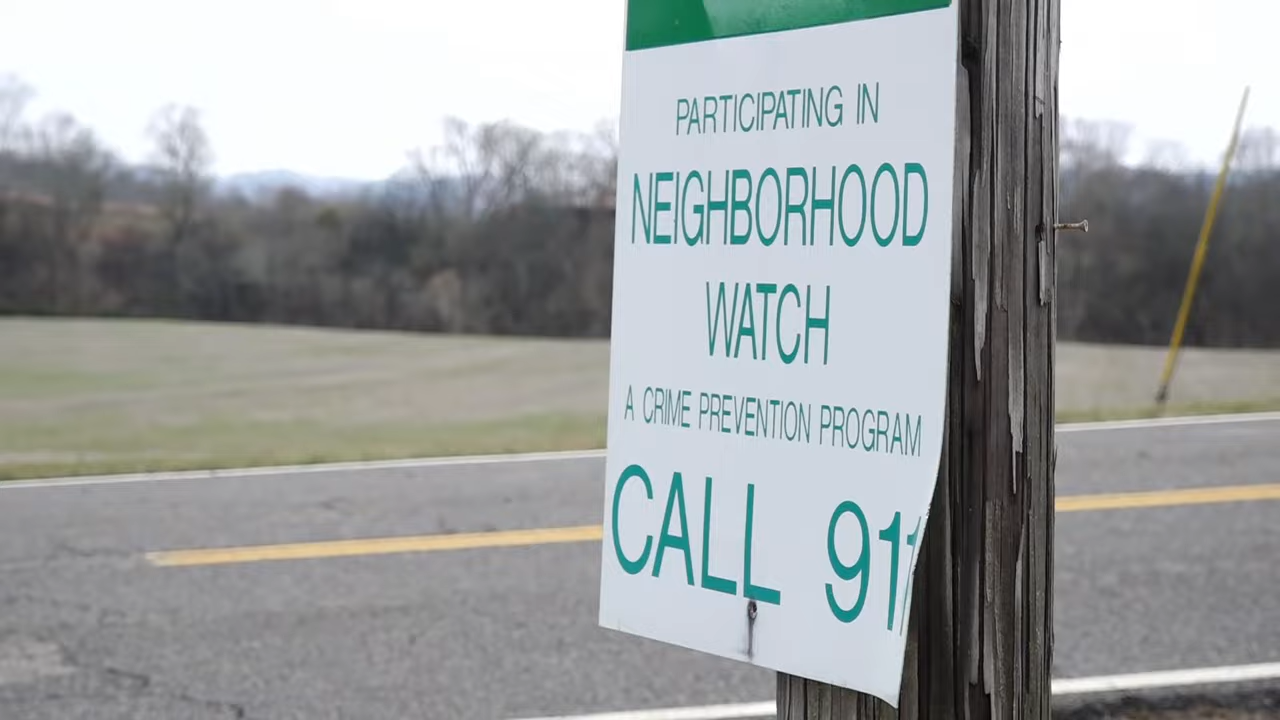 PARTICIPATING IN
NEIGHBORHOOD
WATCH
A CRIME PREVENTION PROGRAM
CALL 911